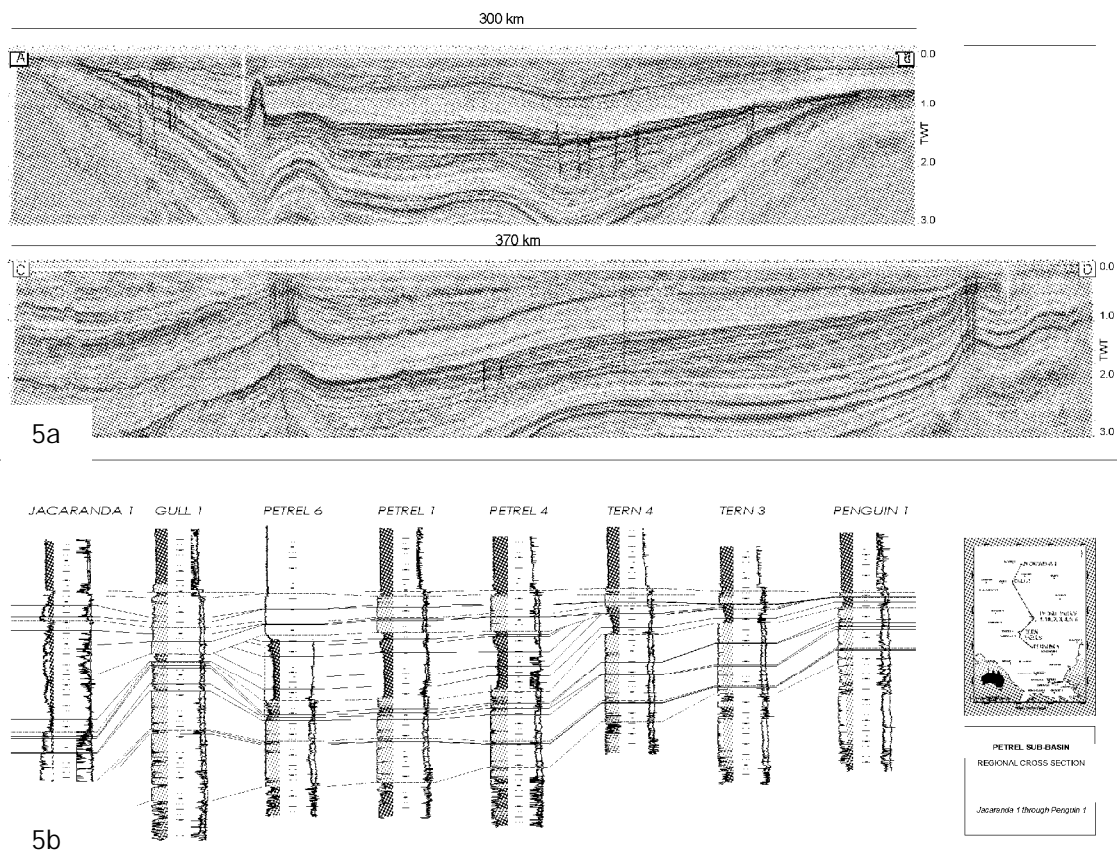 300 km
A
B
0.0
1.0
TWT
2.0
3.0
370 km
C
D
0.0
1.0
TWT
2.0
3.0
5a
JACARANDA 1 GULL 1 PETREL 6 PETREL 1 PETREL 4 TERN 4 TERN 3 PENGUIN 1
PETREL SUB-BASIN
REGIONAL CROSS SECTION
Jacaranda 1 through Penguin 1
5b